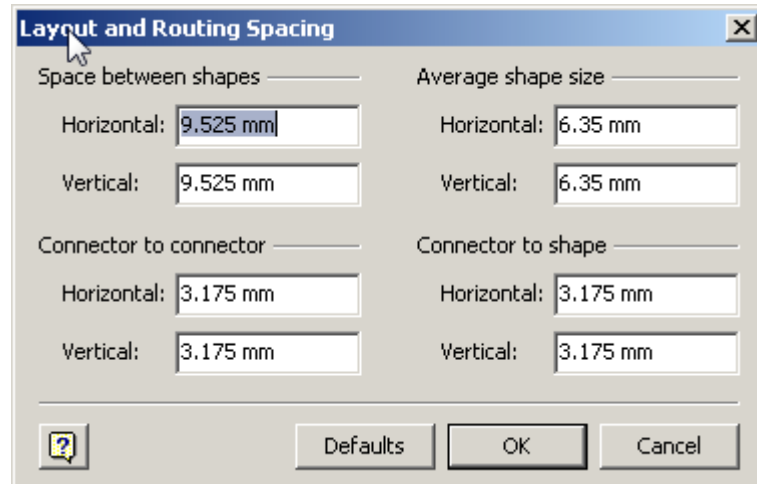 Layout and Routing Spacing
Space between shapes
Average shape size
Horizontal: 9.525 mm
Horizontal: 6.35 mm
Vertical: 9.525 mm
Vertical: 6.35 mm
Connector to connector
Connector to shape
Horizontal: 3.175 mm
Horizontal: 3.175 mm
Vertical: 3.175 mm
Vertical: 3.175 mm
?
Defaults
OK
Cancel